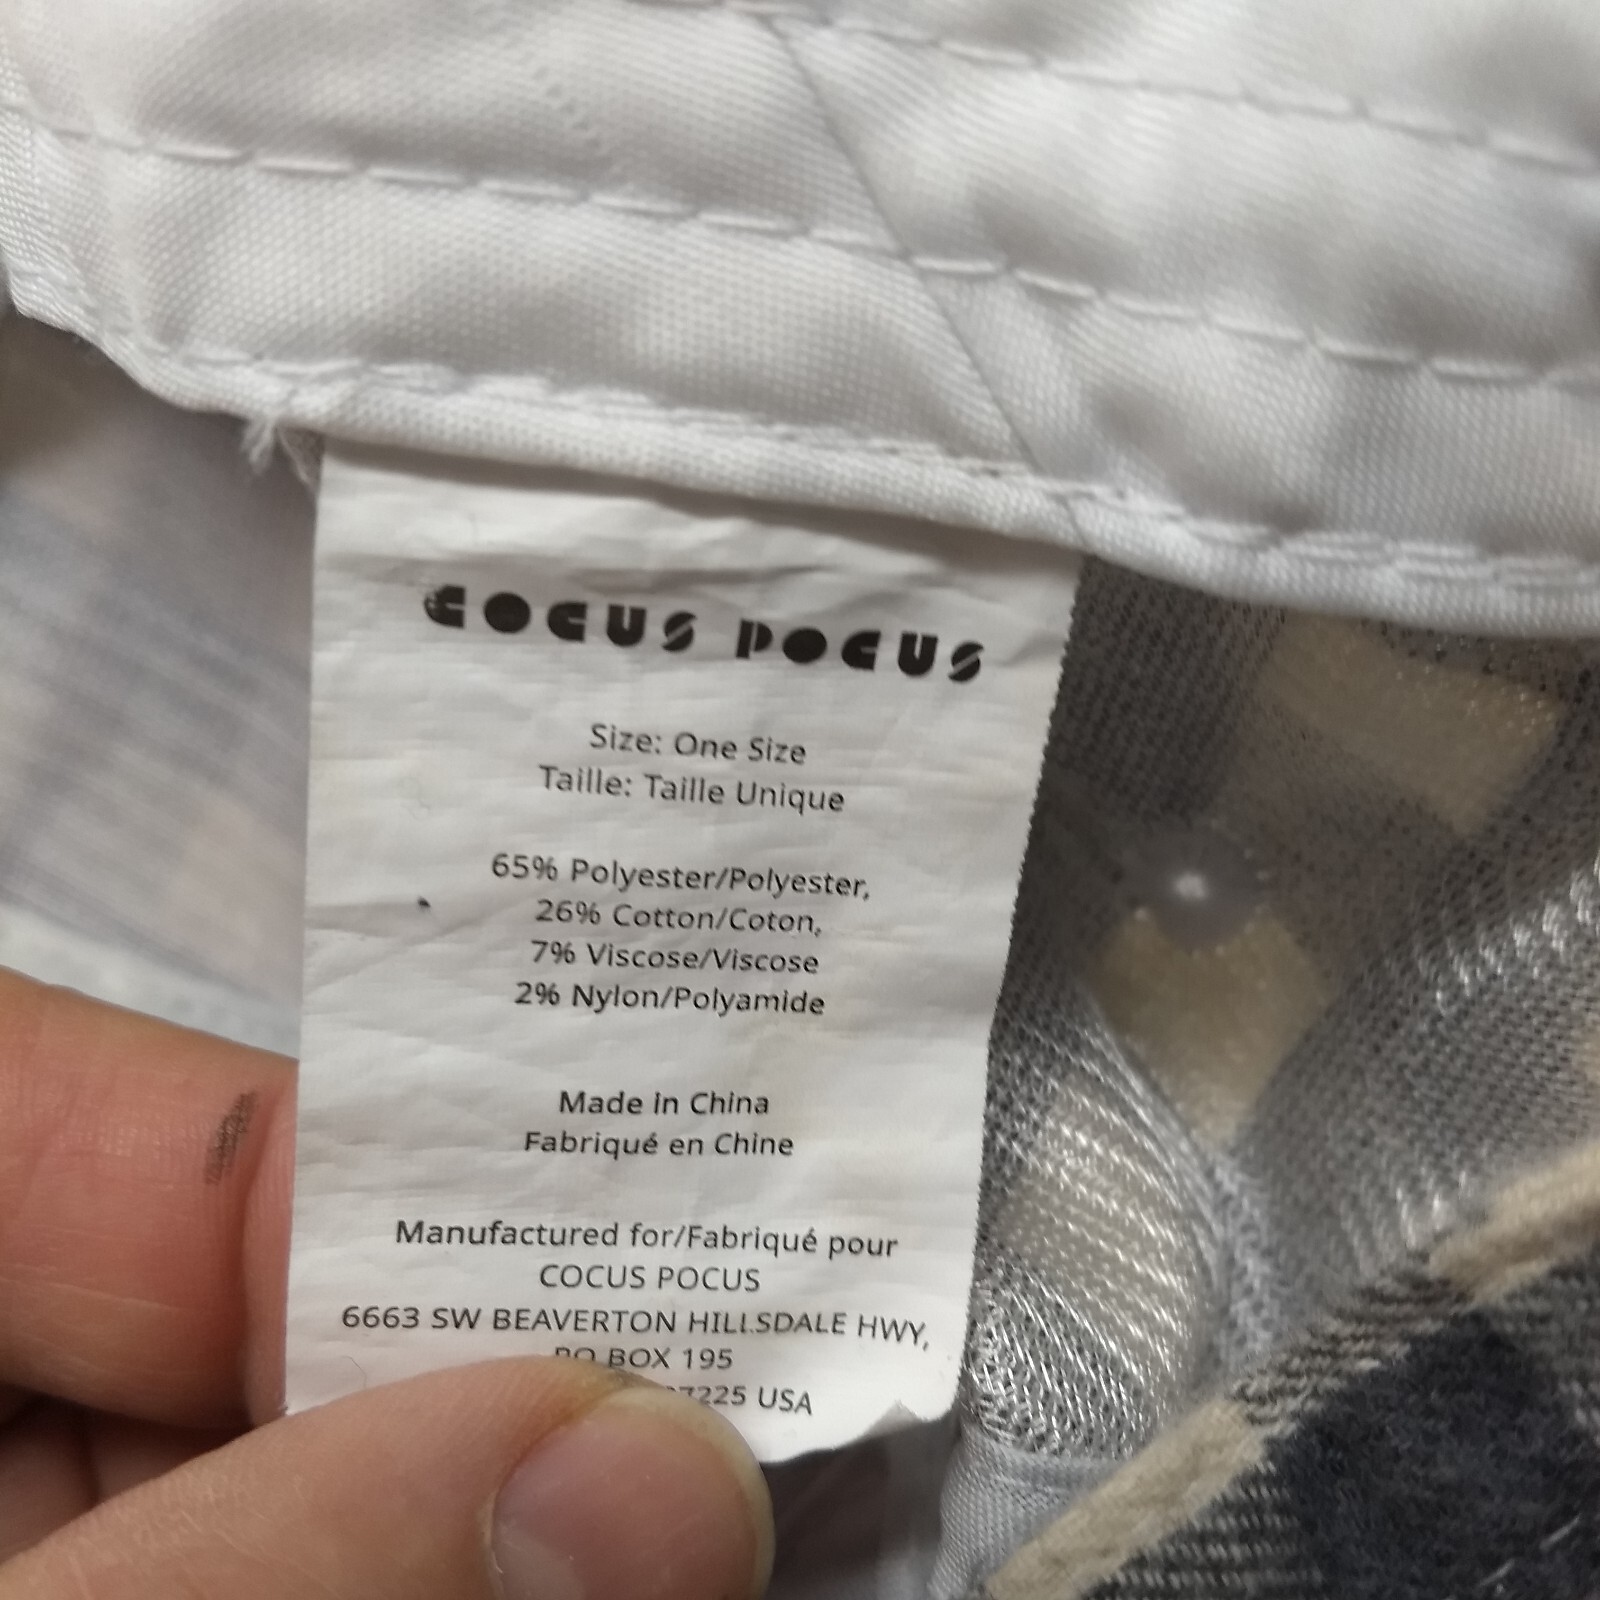 COCUS POCUS
Size: One Size
Taille: Taille Unique
65% Polyester/Polyester,
26% Cotton/Coton,
7% Viscose/Viscose
2% Nylon/Polyamide
Made in China
Fabriqué en Chine
Manufactured for/Fabriqué pour
COCUS POCUS
6663 SW BEAVERTON HILLSDALE HWY,
PO BOX 195
USA